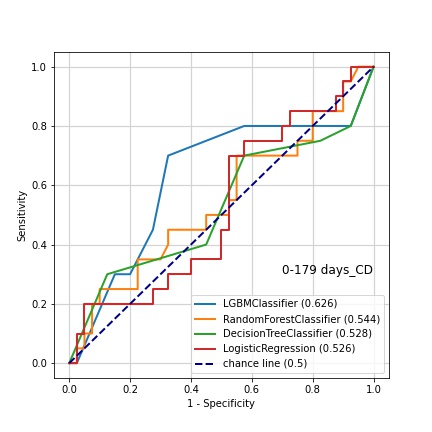 1.0
0.8
0.6
0.4
0.2
0.0
Sensitivity
0-179 days_CD
LGBMClassifier (0.626)
RandomForestClassifier (0.544)
DecisionTreeClassifier (0.528)
LogisticRegression (0.526)
chance line (0.5)
0.0 0.2 0.4 0.6 0.8 1.0
1 - Specificity